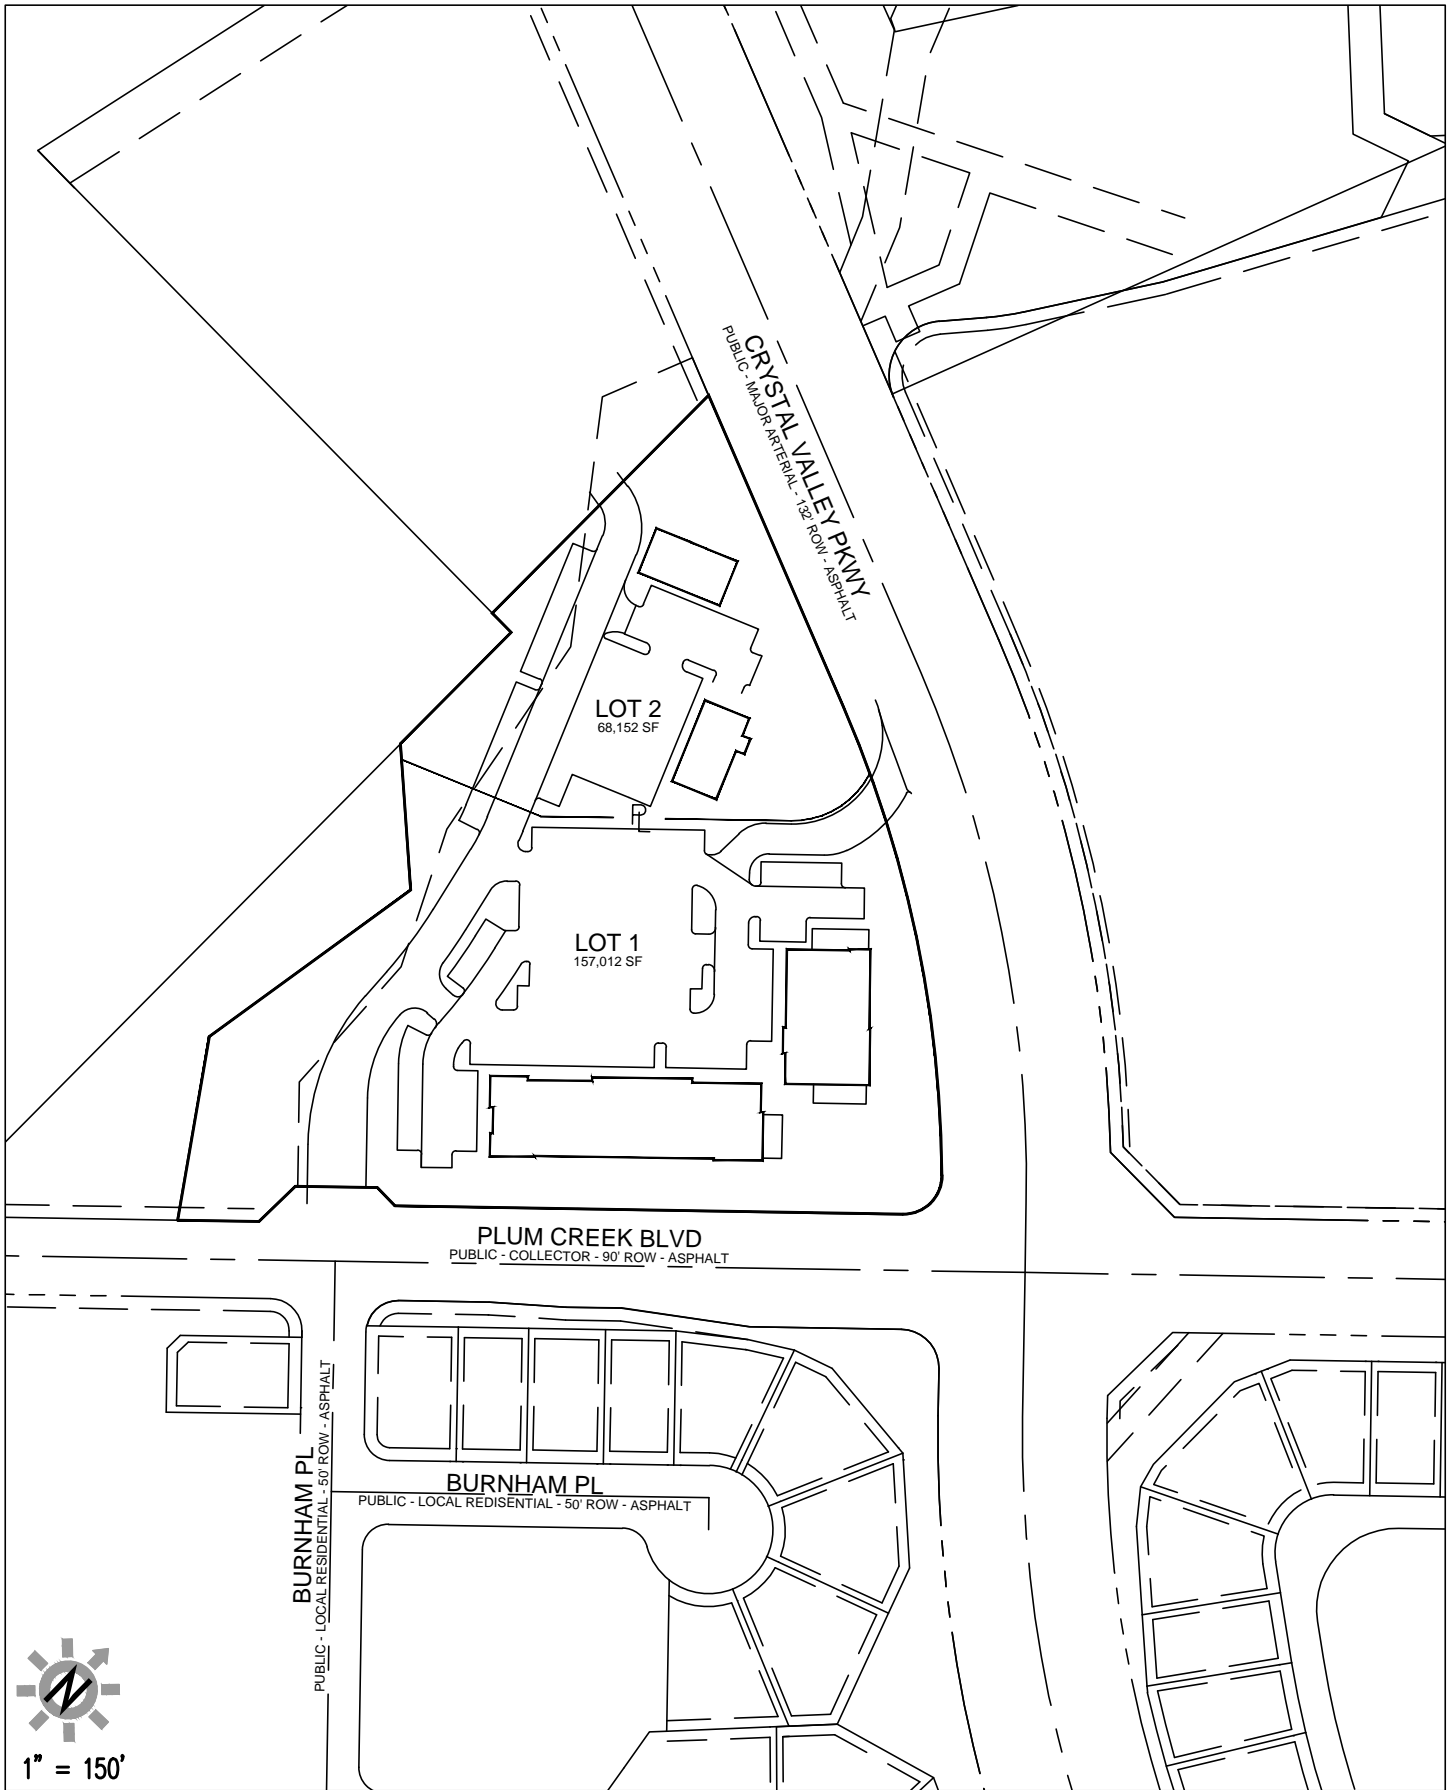 CRYSTAL VALLEY PKWY
PUBLIC - MAJOR ARTERIAL - 132' ROW - ASPHALT
LOT 2
68,152 SF
LOT 1
157,012 SF
PLUM CREEK BLVD
PUBLIC - COLLECTOR - 90' ROW - ASPHALT
BURNHAM PL
PUBLIC - LOCAL RESIDENTIAL - 50' ROW - ASPHALT
BURNHAM PL
PUBLIC - LOCAL REDISENTIAL - 50' ROW - ASPHALT
N
1" = 150'